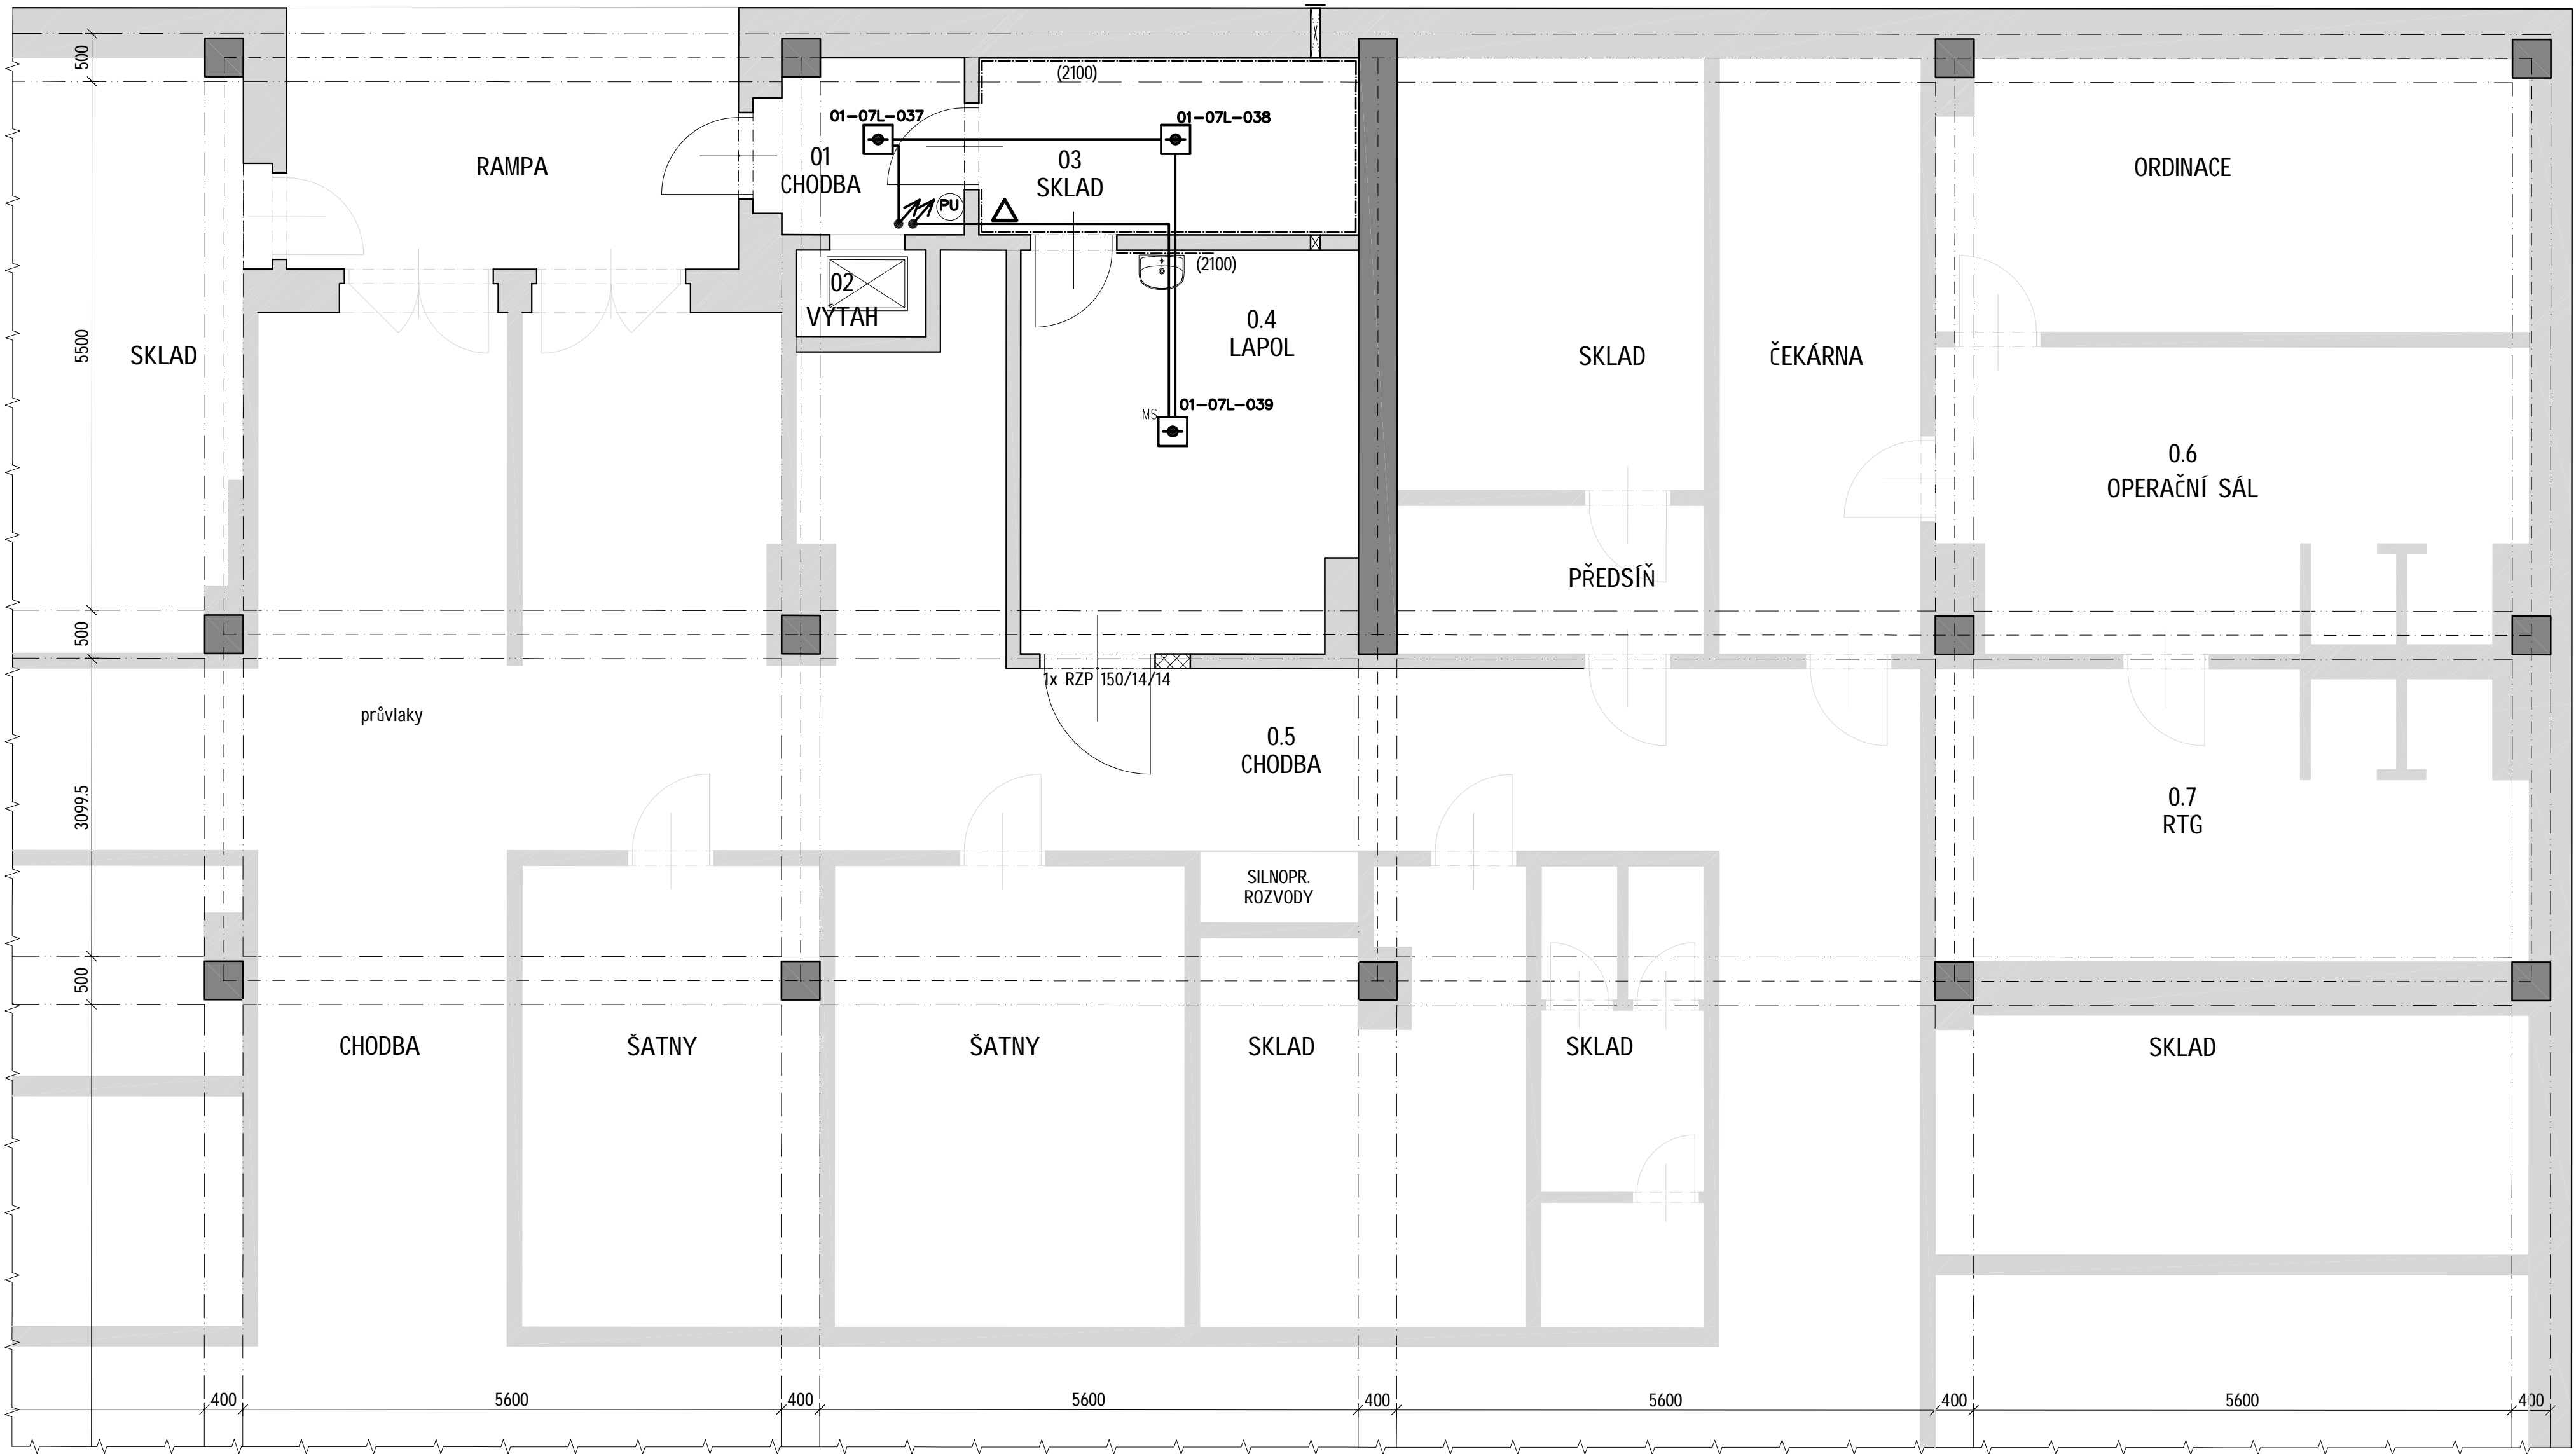 500
(2100)
01-07L-037
01-07L-038
RAMPA
01
CHODBA
03
SKLAD
ORDINACE
PU
(2100)
02
VÝTAH
0.4
LAPOL
5500
SKLAD
SKLAD
ČEKÁRNA
MS
01-07L-039
0.6
OPERAČNÍ SÁL
PŘEDSÍŇ
500
1x RZP 150/14/14
průvlaky
0.5
CHODBA
3099.5
0.7
RTG
SILNOPR.
ROZVODY
500
CHODBA
ŠATNY
ŠATNY
SKLAD
SKLAD
SKLAD
400
5600
400
5600
400
5600
400
5600
400